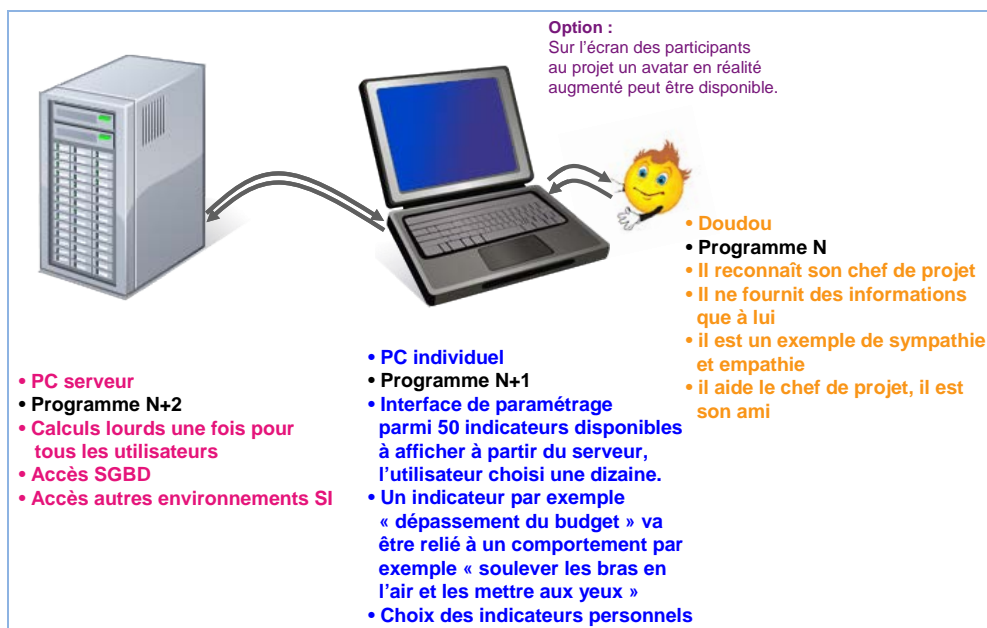 Option :
Sur l’écran des participants
au projet un avatar en réalité
augmenté peut être disponible.
• Doudou
• Programme N
• Il reconnaît son chef de projet
• Il ne fournit des informations
que à lui
• il est un exemple de sympathie
et empathie
• il aide le chef de projet, il est
son ami
• PC serveur
• Programme N+2
• Calculs lourds une fois pour
tous les utilisateurs
• Accès SGBD
• Accès autres environnements SI
• PC individuel
• Programme N+1
• Interface de paramétrage
parmi 50 indicateurs disponibles
à afficher à partir du serveur,
l’utilisateur choisi une dizaine.
• Un indicateur par exemple
« dépassement du budget » va
être relié à un comportement par
exemple « soulever les bras en
l’air et les mettre aux yeux »
• Choix des indicateurs personnels